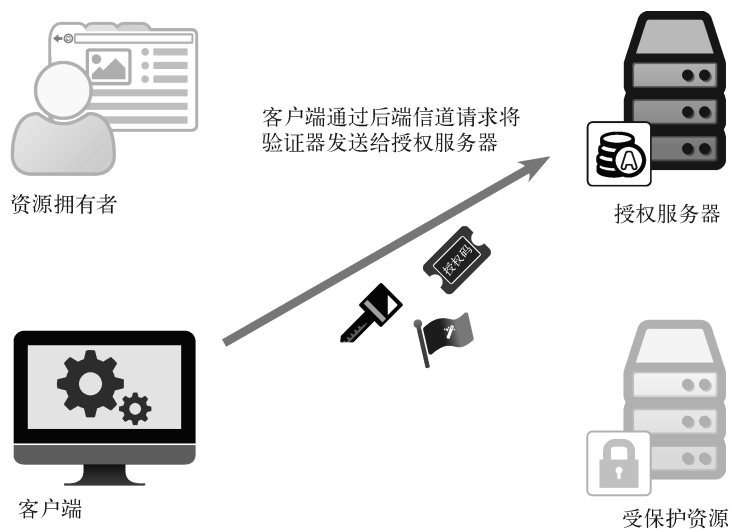 客户端通过后端信道请求将
验证器发送给授权服务器
资源拥有者
授权服务器
授权码
客户端
受保护资源
A